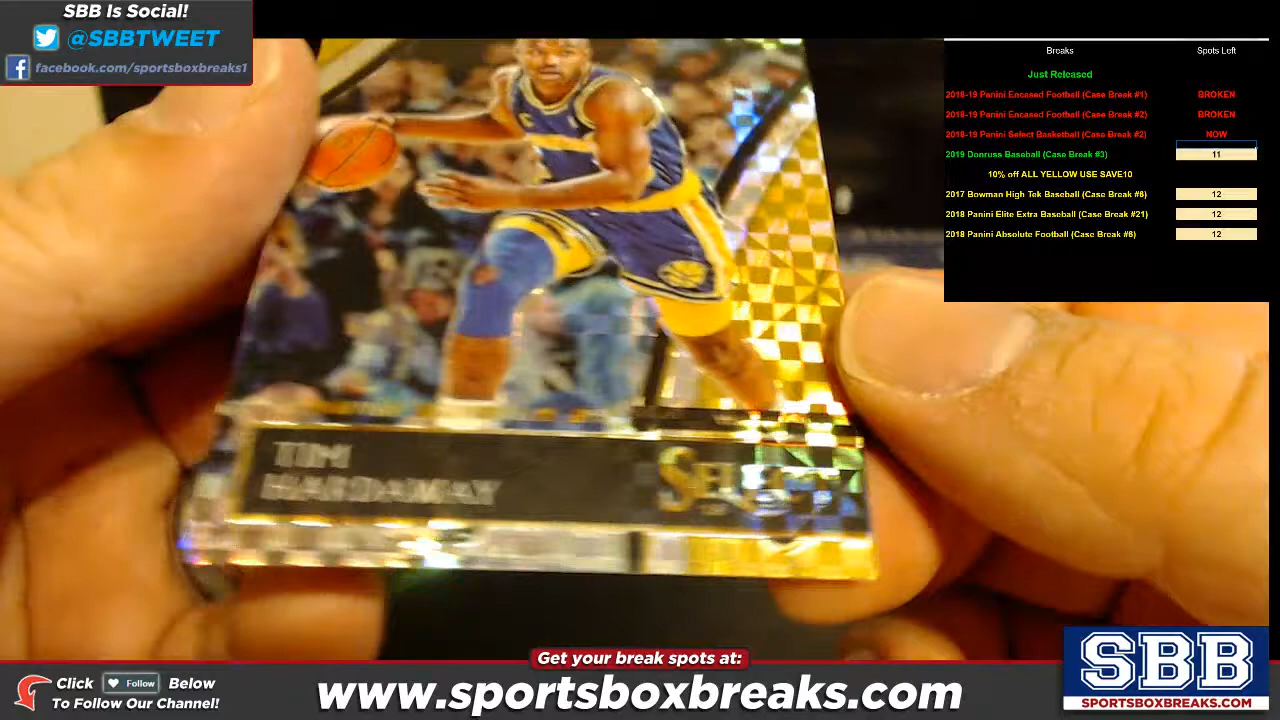 SBB Is Social!
@SBBTWEET
facebook.com/sportsboxbreaks1
Breaks Spots Left
Just Released
2018-19 Panini Encased Football (Case Break #1) BROKEN
2018-19 Panini Encased Football (Case Break #2) BROKEN
2018-19 Panini Select Basketball (Case Break #2) NOW
2019 Donruss Baseball (Case Break #3) 11
10% off ALL YELLOW USE SAVE10
2017 Bowman High Tek Baseball (Case Break #6) 12
2018 Panini Elite Extra Baseball (Case Break #21) 12
2018 Panini Absolute Football (Case Break #6) 12
TIM
HARDAWAY
SELECT
Get your break spots at:
Click Follow Below
To Follow Our Channel!
www.sportsboxbreaks.com
SBB
SPORTSBOXBREAKS.COM